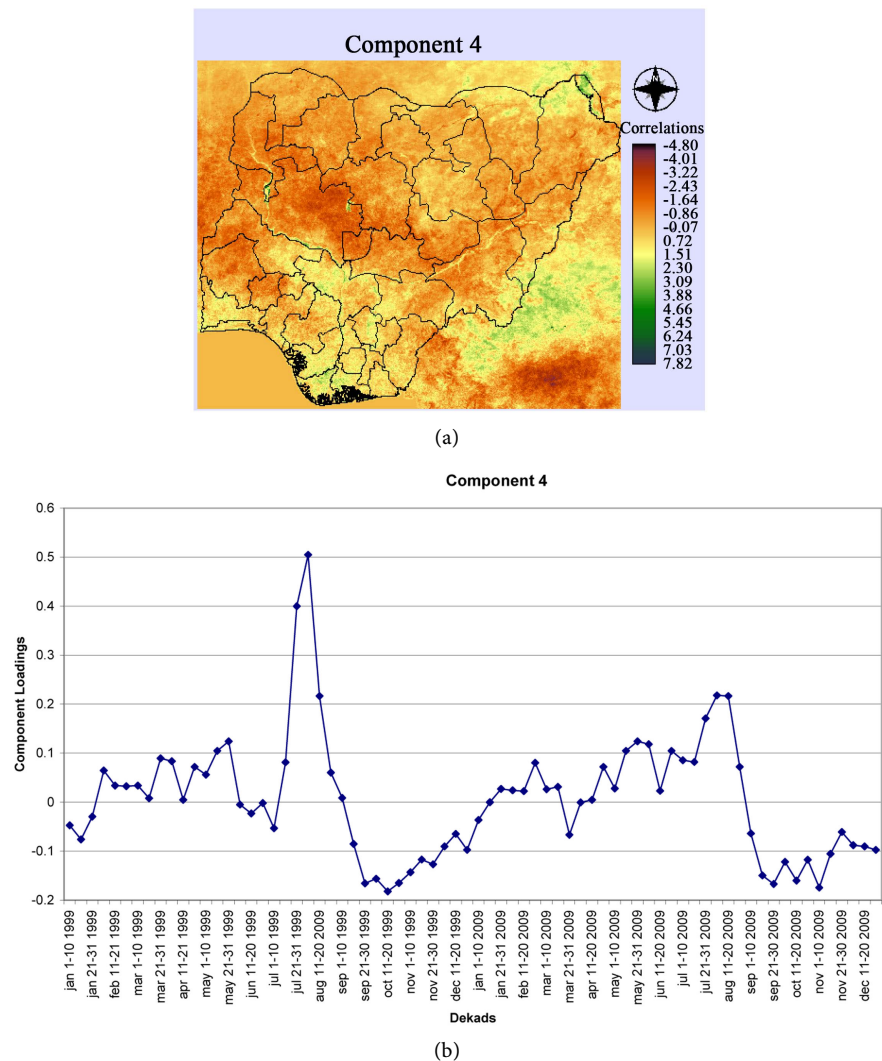 Component 4
Correlations
-4.80
-4.01
-3.22
-2.43
-1.64
-0.86
-0.07
0.72
1.51
2.30
3.09
3.88
4.66
5.45
6.24
7.03
7.82
(a)
Component 4
Component Loadings
0.6
0.5
0.4
0.3
0.2
0.1
0
-0.1
-0.2
jan 1-10 1999
jan 21-31 1999
feb 11-21 1999
mar 1-10 1999
mar 21-31 1999
apr 11-21 1999
may 1-10 1999
may 21-31 1999
jun 11-20 1999
jul 1-10 1999
jul 21-31 1999
aug 11-20 2009
sep 1-10 1999
sep 21-30 1999
oct 11-20 1999
nov 1-10 1999
nov 21-30 1999
dec 11-20 1999
jan 1-10 2009
jan 21-31 2009
feb 11-20 2009
mar 1-10 2009
mar 21-31 2009
apr 11-20 2009
may 1-10 2009
may 21-31 2009
jun 11-20 2009
jul 1-10 2009
jul 21-31 2009
aug 11-20 2009
sep 1-10 2009
sep 21-30 2009
oct 11-20 2009
nov 1-10 2009
nov 21-30 2009
dec 11-20 2009
Dekads
(b)